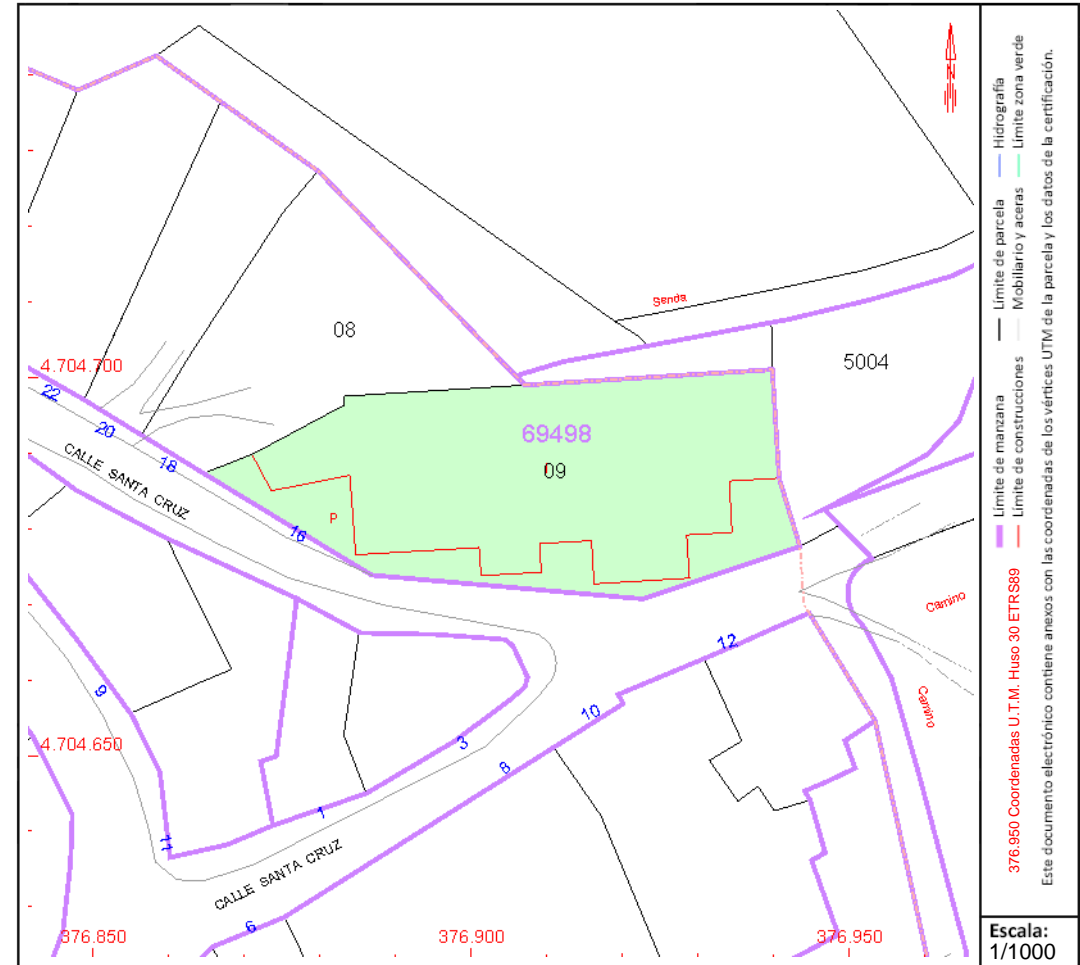 N
Senda
08
5004
4.704.700
22
20
18
69498
09
I
CALLE SANTA CRUZ
P
16
Camino
12
9
Camino
10
4.704.650
3
8
1
11
CALLE SANTA CRUZ
6
376.850
376.900
376.950
376.950 Coordenadas U.T.M. Huso 30 ETRS89
Límite de manzana
Límite de parcela
Hidrografía
Límite de construcciones
Mobiliario y aceras
Límite zona verde
Este documento electrónico contiene anexos con las coordenadas de los vértices UTM de la parcela y los datos de la certificación.
Escala:
1/1000